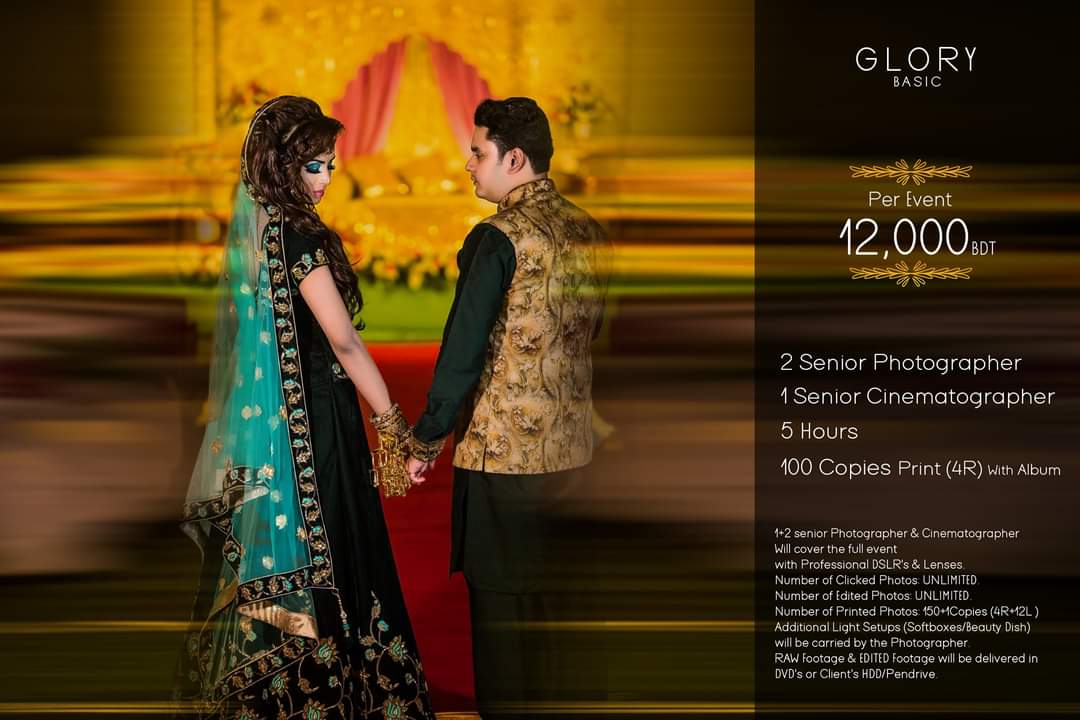 GLORY
BASIC
Per Event
12,000 BDT
2 Senior Photographer
1 Senior Cinematographer
5 Hours
100 Copies Print (4R) With Album
1+2 senior Photographer & Cinematographer
Will cover the full event
with Professional DSLR's & Lenses.
Number of Clicked Photos: UNLIMITED.
Number of Edited Photos: UNLIMITED.
Number of Printed Photos: 150+1Copies (4R+12L )
Additional Light Setups (Softboxes/Beauty Dish)
will be carried by the Photographer.
RAW Footage & EDITED Footage will be delivered in
DVD's or Client's HDD/Pendrive.